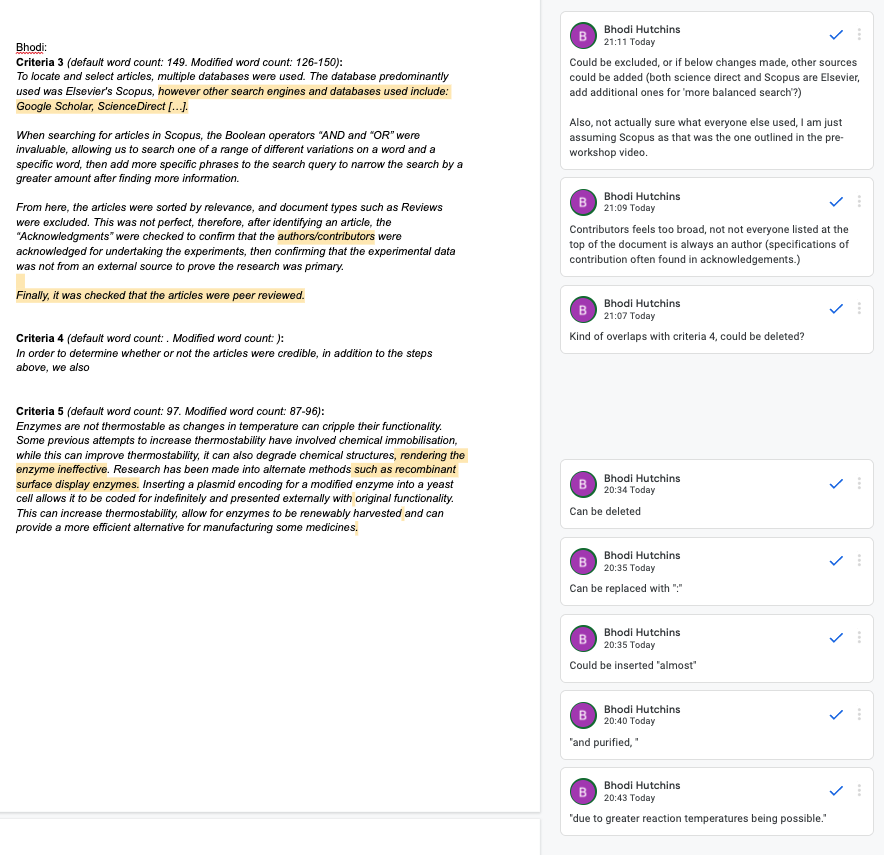 Bhodi:
Criteria 3 (default word count: 149. Modified word count: 126-150):
To locate and select articles, multiple databases were used. The database predominantly
used was Elsevier's Scopus, however other search engines and databases used include:
Google Scholar, ScienceDirect [...].
When searching for articles in Scopus, the Boolean operators "AND and "OR" were
invaluable, allowing us to search one of a range of different variations on a word and a
specific word, then add more specific phrases to the search query to narrow the search by a
greater amount after finding more information.
From here, the articles were sorted by relevance, and document types such as Reviews
were excluded. This was not perfect, therefore, after identifying an article, the
"Acknowledgments" were checked to confirm that the authors/contributors were
acknowledged for undertaking the experiments, then confirming that the experimental data
was not from an external source to prove the research was primary.
Finally, it was checked that the articles were peer reviewed.
Criteria 4 (default word count: . Modified word count: ):
In order to determine whether or not the articles were credible, in addition to the steps
above, we also
Criteria 5 (default word count: 97. Modified word count: 87-96):
Enzymes are not thermostable as changes in temperature can cripple their functionality.
Some previous attempts to increase thermostability have involved chemical immobilisation,
while this can improve thermostability, it can also degrade chemical structures, rendering the
enzyme ineffective. Research has been made into alternate methods such as recombinant
surface display enzymes. Inserting a plasmid encoding for a modified enzyme into a yeast
cell allows it to be coded for indefinitely and presented externally with original functionality.
This can increase thermostability, allow for enzymes to be renewably harvested and can
provide a more efficient alternative for manufacturing some medicines.
B
Bhodi Hutchins
21:11 Today
Could be excluded, or if below changes made, other sources
could be added (both science direct and Scopus are Elsevier,
add additional ones for 'more balanced search'?)
Also, not actually sure what everyone else used, I am just
assuming Scopus as that was the one outlined in the pre-
workshop video.
B
Bhodi Hutchins
21:09 Today
Contributors feels too broad, not not everyone listed at the
top of the document is always an author (specifications of
contribution often found in acknowledgements.)
B
Bhodi Hutchins
21:07 Today
Kind of overlaps with criteria 4, could be deleted?
B
Bhodi Hutchins
20:34 Today
Can be deleted
B
Bhodi Hutchins
20:35 Today
Can be replaced with ":"
B
Bhodi Hutchins
20:35 Today
Could be inserted "almost"
B
Bhodi Hutchins
20:40 Today
"and purified, "
B
Bhodi Hutchins
20:43 Today
"due to greater reaction temperatures being possible."